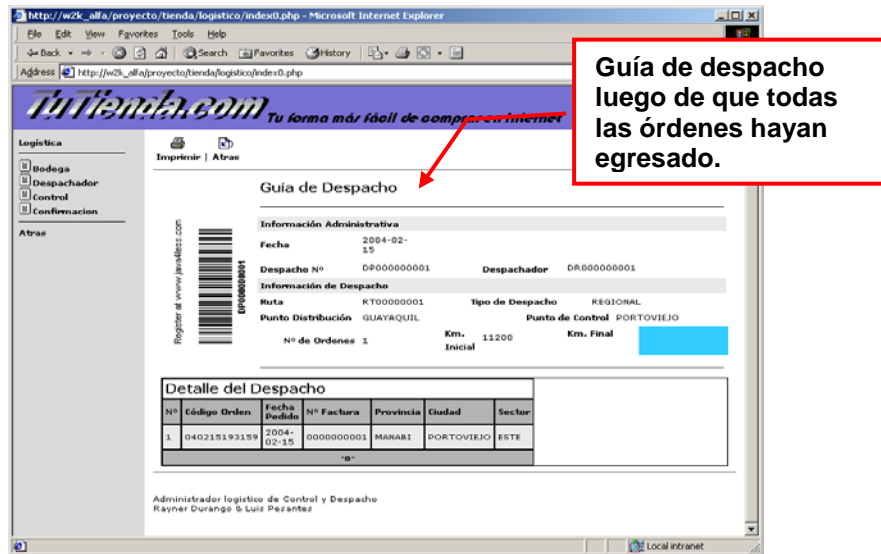 http://w2k_alfa/proyecto/tienda/logistico/index0.php - Microsoft Internet Explorer
File Edit View Favorites Tools Help
Back Search Favorites History
Address http://w2k_alfa/proyecto/tienda/logistico/index0.php
Guía de despacho
luego de que todas
las órdenes hayan
egresado.
TuTienda.com
Tu forma más fácil de comprar en Internet
Logística
Bodega
Despachador
Control
Confirmacion
Atras
Imprimir | Atras
Guía de Despacho
Register at www.java4less.com
DP000000001
Información Administrativa
Fecha 2004-02-
15
Despacho Nº DP000000001 Despachador DR000000001
Información de Despacho
Ruta RT00000001 Tipo de Despacho REGIONAL
Punto Distribución GUAYAQUIL Punto de Control PORTOVIEJO
Nº de Ordenes 1 Km. Inicial 11200 Km. Final
Detalle del Despacho
Nº Código Orden Fecha Pedido Nº Factura Provincia Ciudad Sector
1 040215193159 2004-02-15 0000000001 MANABI PORTOVIEJO ESTE
-o-
Administrador logístico de Control y Despacho
Rayner Durango & Luis Pezantez
Local intranet